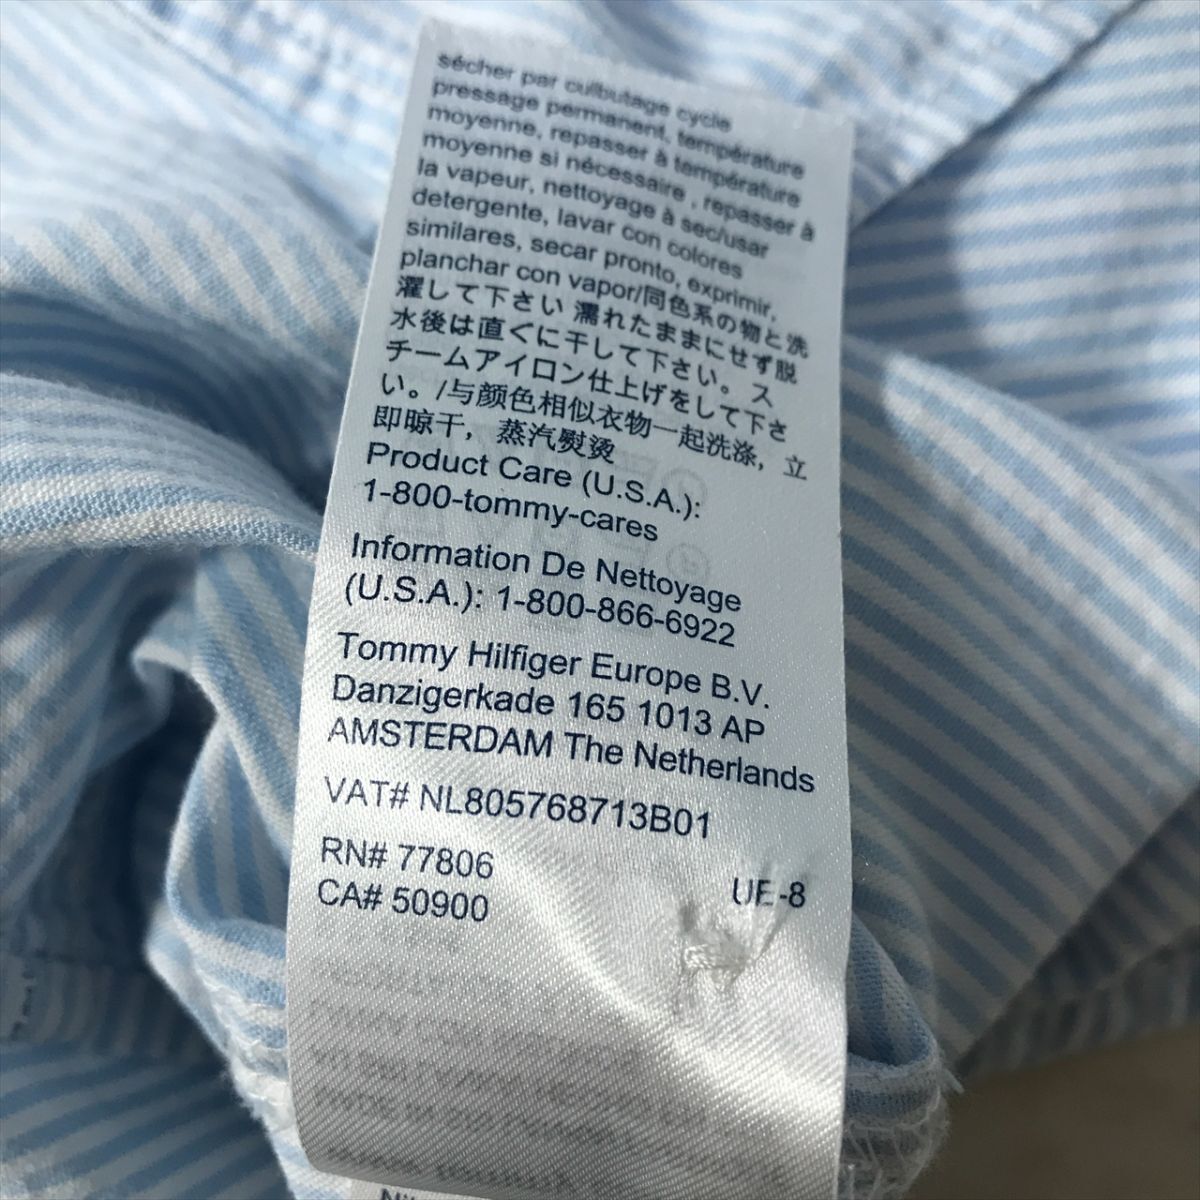 sécher par culbutage cycle
pressage permanent, température
moyenne, repasser à température
moyenne si nécessaire , repasser à
la vapeur, nettoyage à sec/usar
detergente, lavar con colores
similares, secar pronto, exprimir,
planchar con vapor/同色系の物と洗
濯して下さい 濡れたままにせず脱
水後は直ぐに干して下さい。ス
チームアイロン仕上げをして下さ
い。/与颜色相似衣物一起洗涤，立
即晾干，蒸汽熨烫
Product Care (U.S.A.):
1-800-tommy-cares
Information De Nettoyage
(U.S.A.): 1-800-866-6922
Tommy Hilfiger Europe B.V.
Danzigerkade 165 1013 AP
AMSTERDAM The Netherlands
VAT# NL805768713B01
RN# 77806
CA# 50900
UE-8